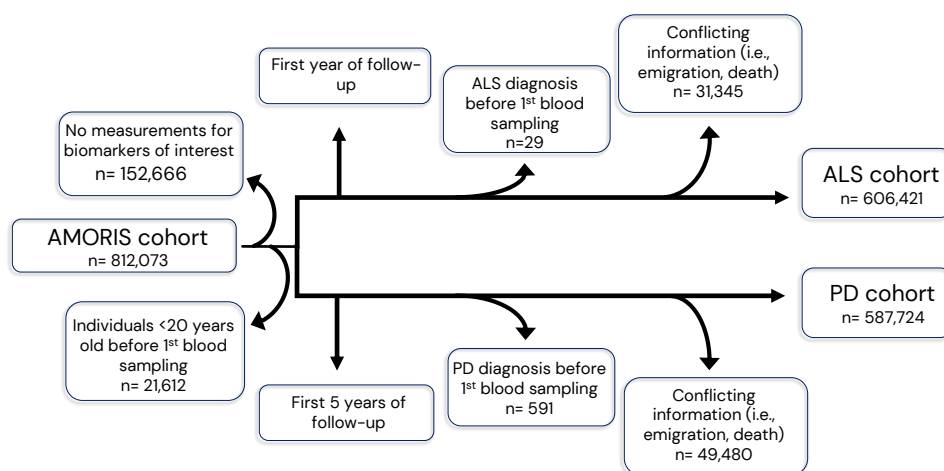 First year of follow-
up
ALS diagnosis
before 1st blood
sampling
n=29
Conflicting
information (i.e.,
emigration, death)
n= 31,345
No measurements for
biomarkers of interest
n= 152,666
ALS cohort
n= 606,421
AMORIS cohort
n= 812,073
PD cohort
n= 587,724
Individuals <20 years
old before 1st blood
sampling
n= 21,612
First 5 years of
follow-up
PD diagnosis before
1st blood sampling
n= 591
Conflicting
information (i.e.,
emigration, death)
n= 49,480